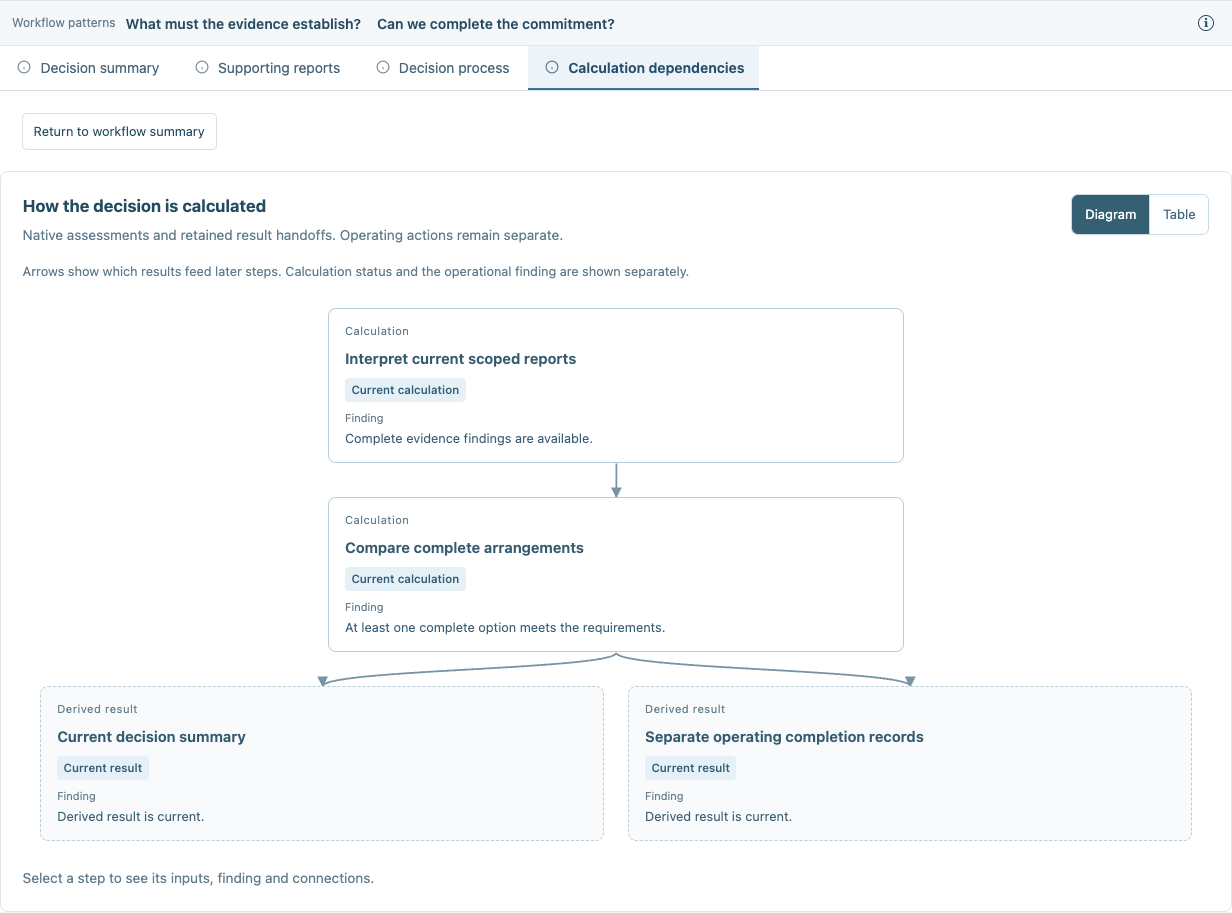 Workflow patterns What must the evidence establish? Can we complete the commitment?
Decision summary Supporting reports Decision process Calculation dependencies
Return to workflow summary
How the decision is calculated
Diagram Table
Native assessments and retained result handoffs. Operating actions remain separate.
Arrows show which results feed later steps. Calculation status and the operational finding are shown separately.
Calculation
Interpret current scoped reports
Current calculation
Finding
Complete evidence findings are available.
Calculation
Compare complete arrangements
Current calculation
Finding
At least one complete option meets the requirements.
Derived result
Current decision summary
Current result
Finding
Derived result is current.
Derived result
Separate operating completion records
Current result
Finding
Derived result is current.
Select a step to see its inputs, finding and connections.